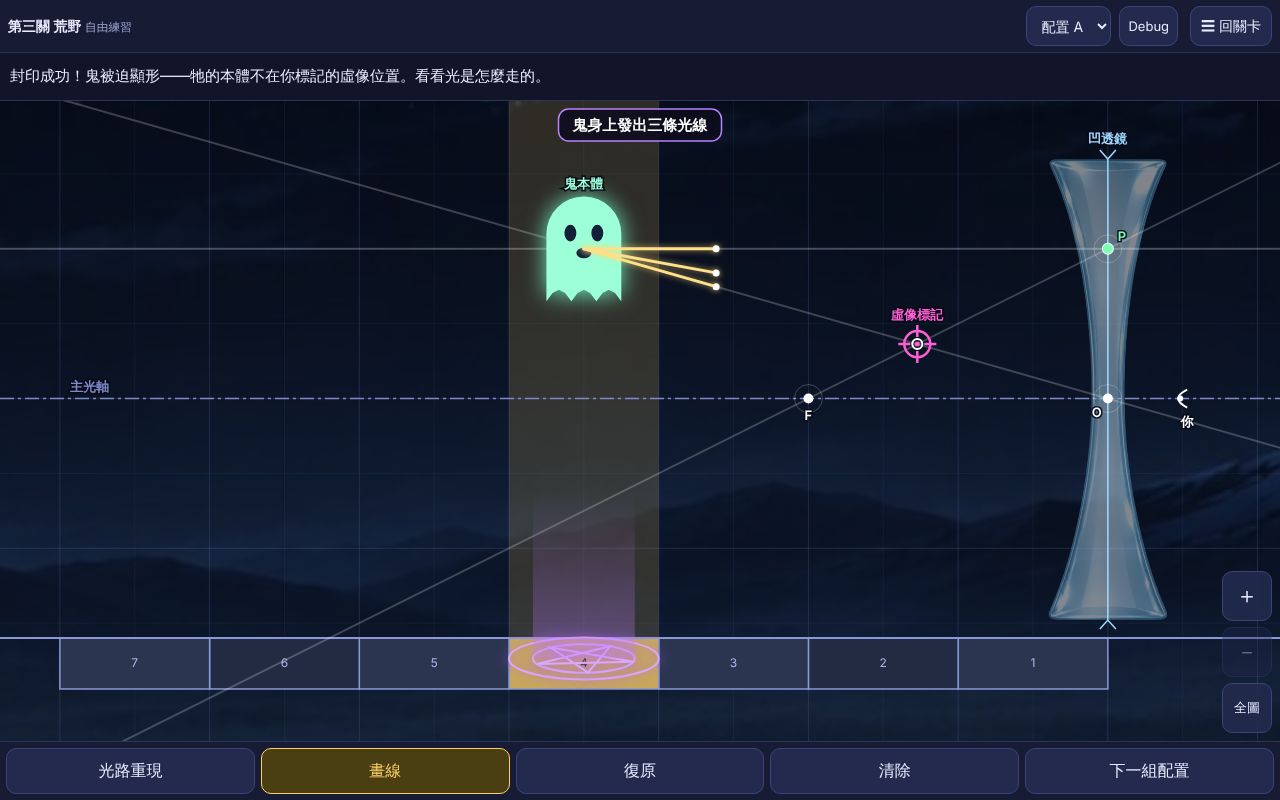 第三關 荒野 自由練習
配置 A
Debug
☰ 回關卡
封印成功！鬼被迫顯形——牠的本體不在你標記的虛像位置。看看光是怎麼走的。
鬼身上發出三條光線
凹透鏡
鬼本體
P
虛像標記
主光軸
F
O
你
7
6
5
4
3
2
1
+
−
全圖
光路重現
畫線
復原
清除
下一組配置